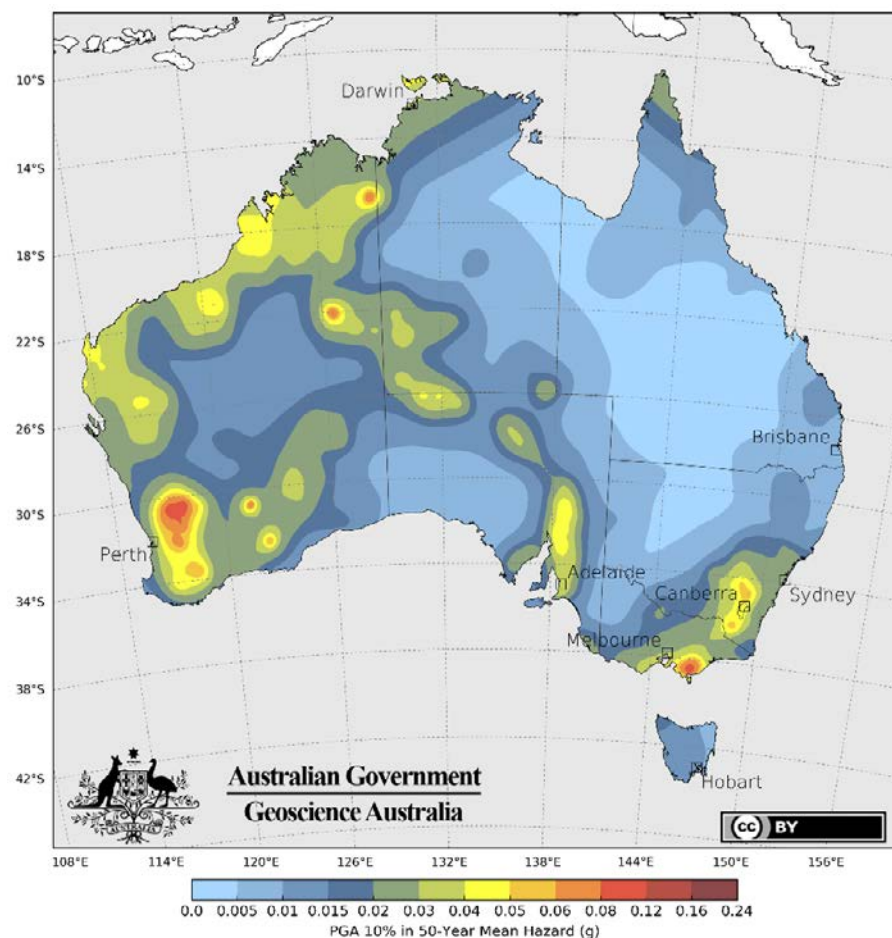 10°S
Darwin
14°S
18°S
22°S
26°S
Brisbane
30°S
Perth
Adelaide
34°S
Canberra
Sydney
Melbourne
38°S
Australian Government
Geoscience Australia
42°S
Hobart
cc BY
108°E 114°E 120°E 126°E 132°E 138°E 144°E 150°E 156°E
0.0 0.005 0.01 0.015 0.02 0.03 0.04 0.05 0.06 0.08 0.12 0.16 0.24
PGA 10% in 50-Year Mean Hazard (g)